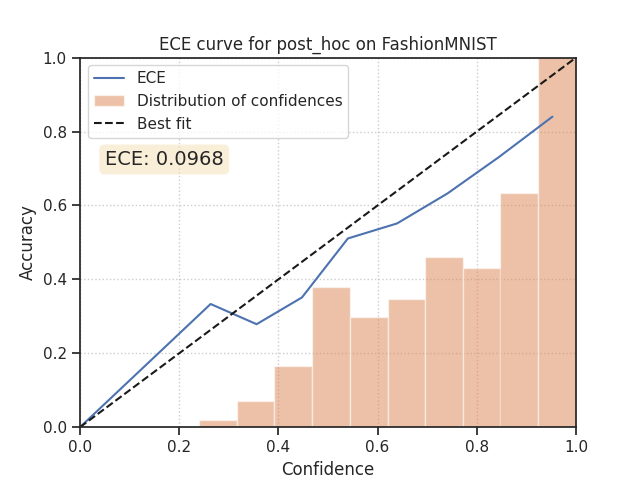 ECE curve for post_hoc on FashionMNIST
1.0
0.8
0.6
0.4
0.2
0.0
Accuracy
ECE
Distribution of confidences
Best fit
ECE: 0.0968
0.0 0.2 0.4 0.6 0.8 1.0
Confidence